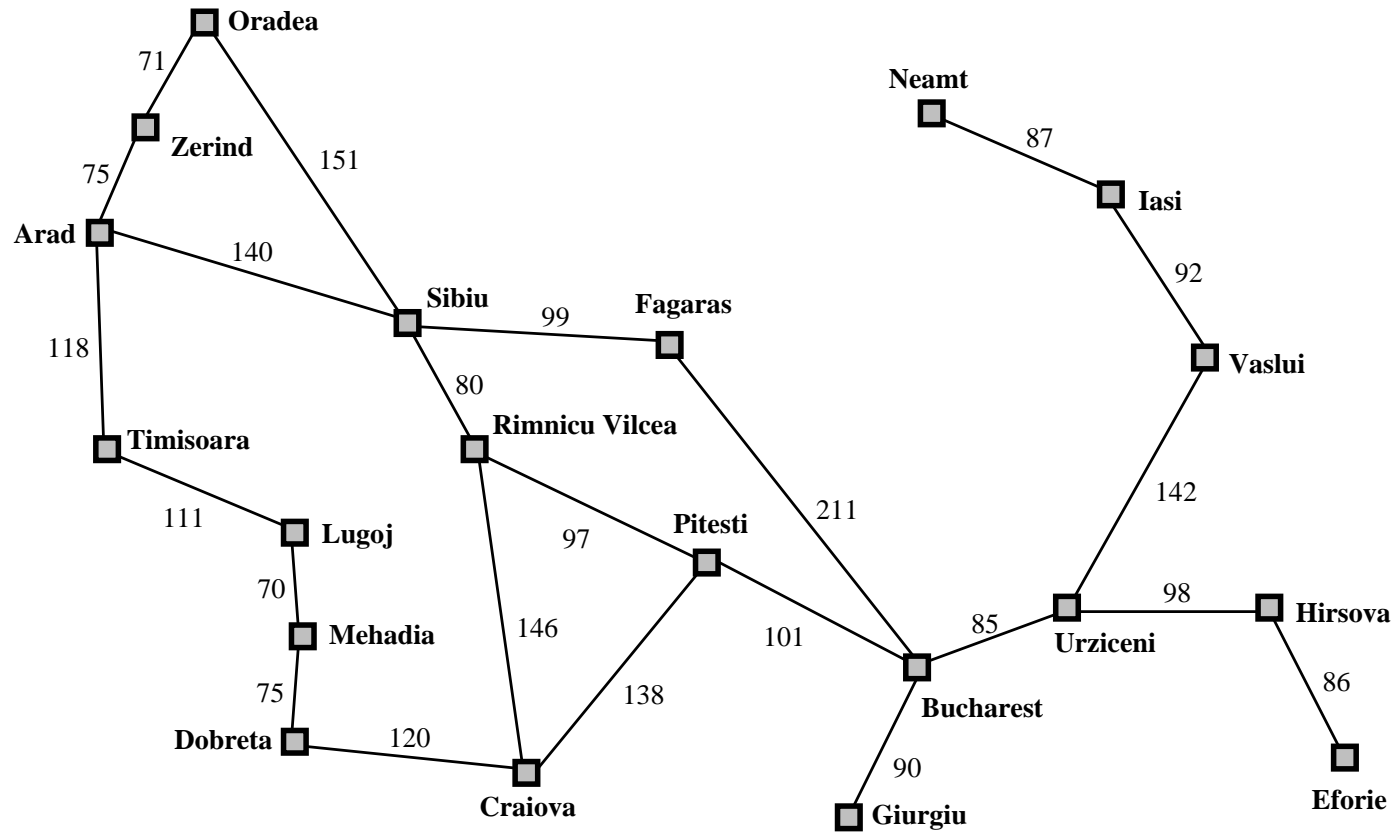 Oradea
71
Neamt
Zerind
87
151
75
Iasi
Arad
140
92
Sibiu
Fagaras
99
118
Vaslui
80
Rimnicu Vilcea
Timisoara
142
111
Pitesti
211
Lugoj
97
70
98
Hirsova
146
101
85
Mehadia
Urziceni
86
138
75
Bucharest
Dobreta
120
90
Craiova
Giurgiu
Eforie